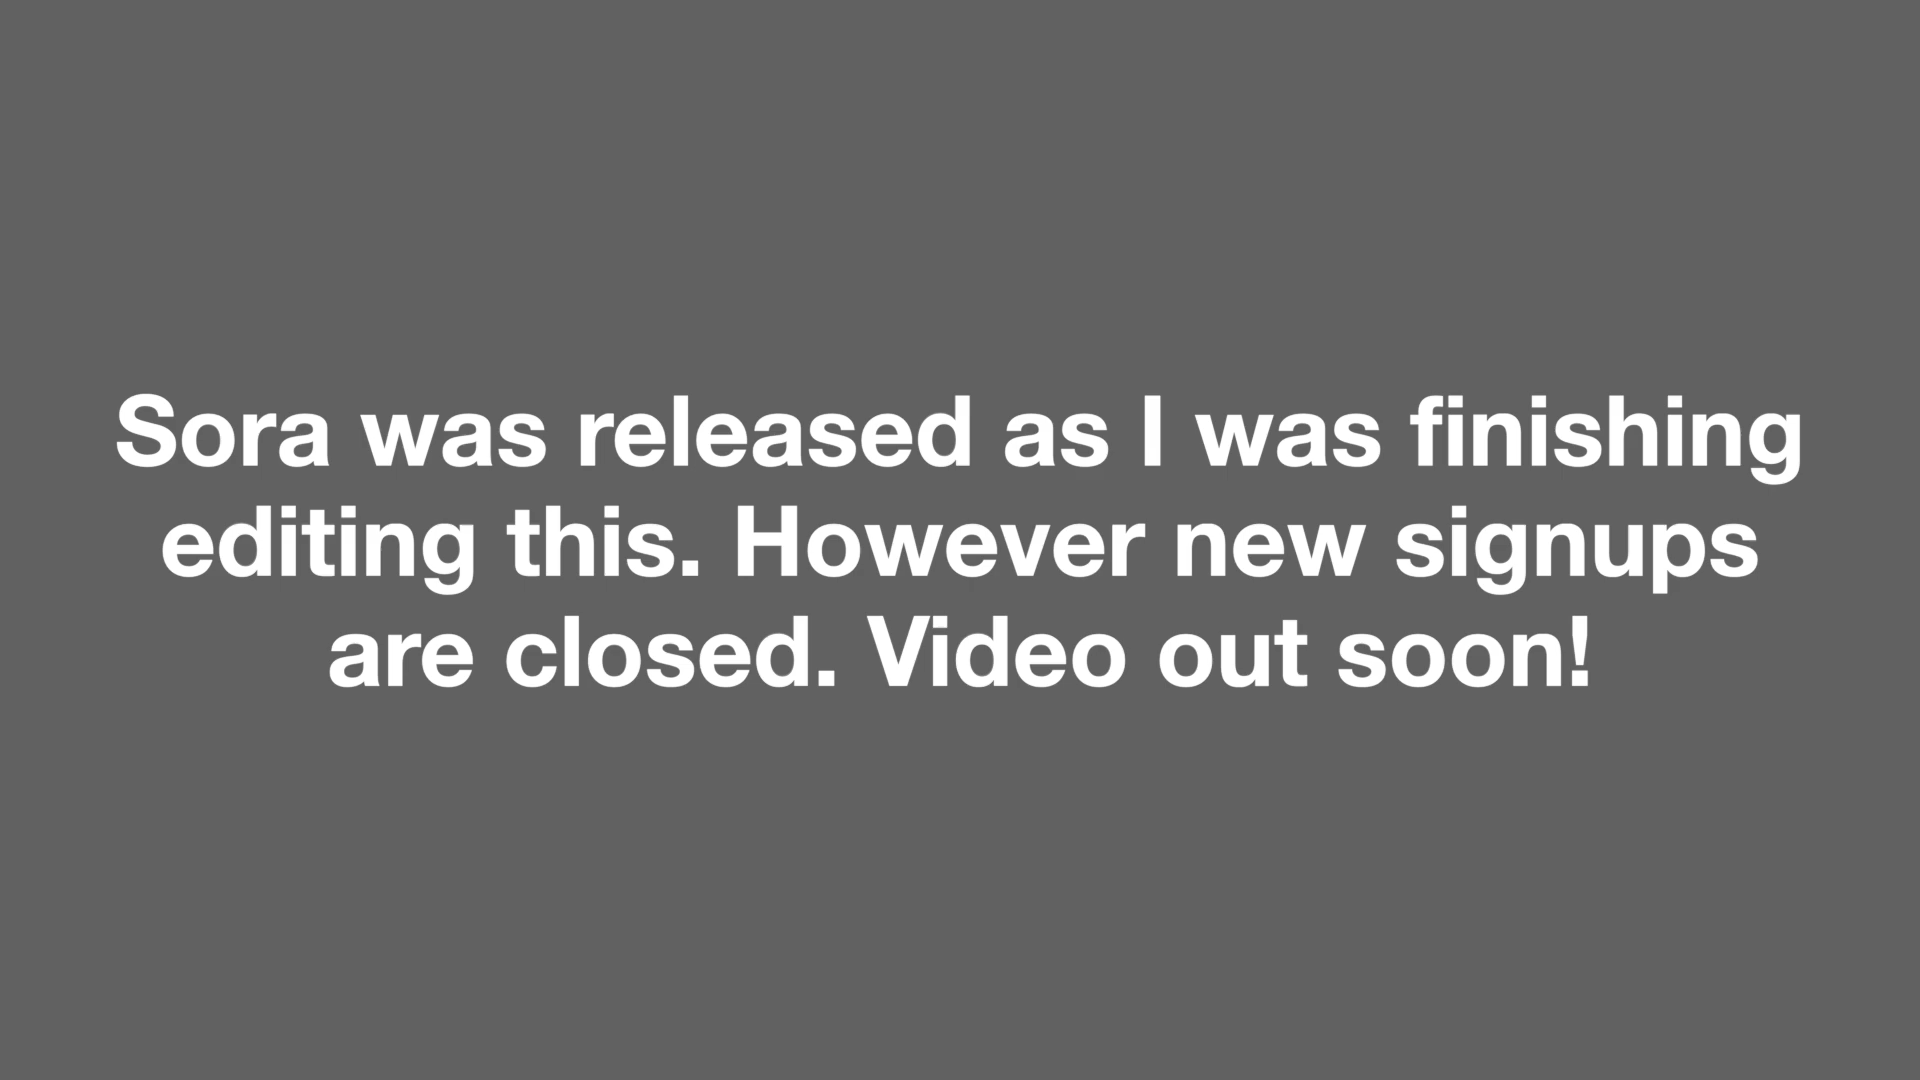 Sora was released as I was finishing
editing this. However new signups
are closed. Video out soon!